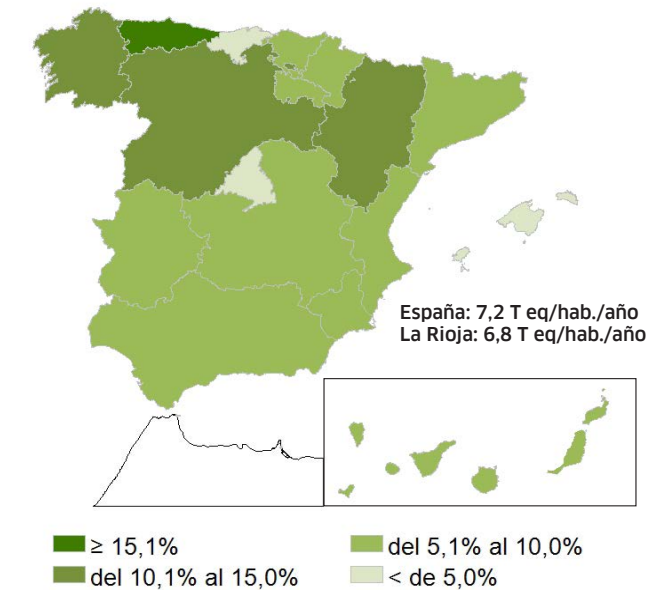 España: 7,2 T eq/hab./año
La Rioja: 6,8 T eq/hab./año
≥ 15,1%
del 5,1% al 10,0%
del 10,1% al 15,0%
< de 5,0%